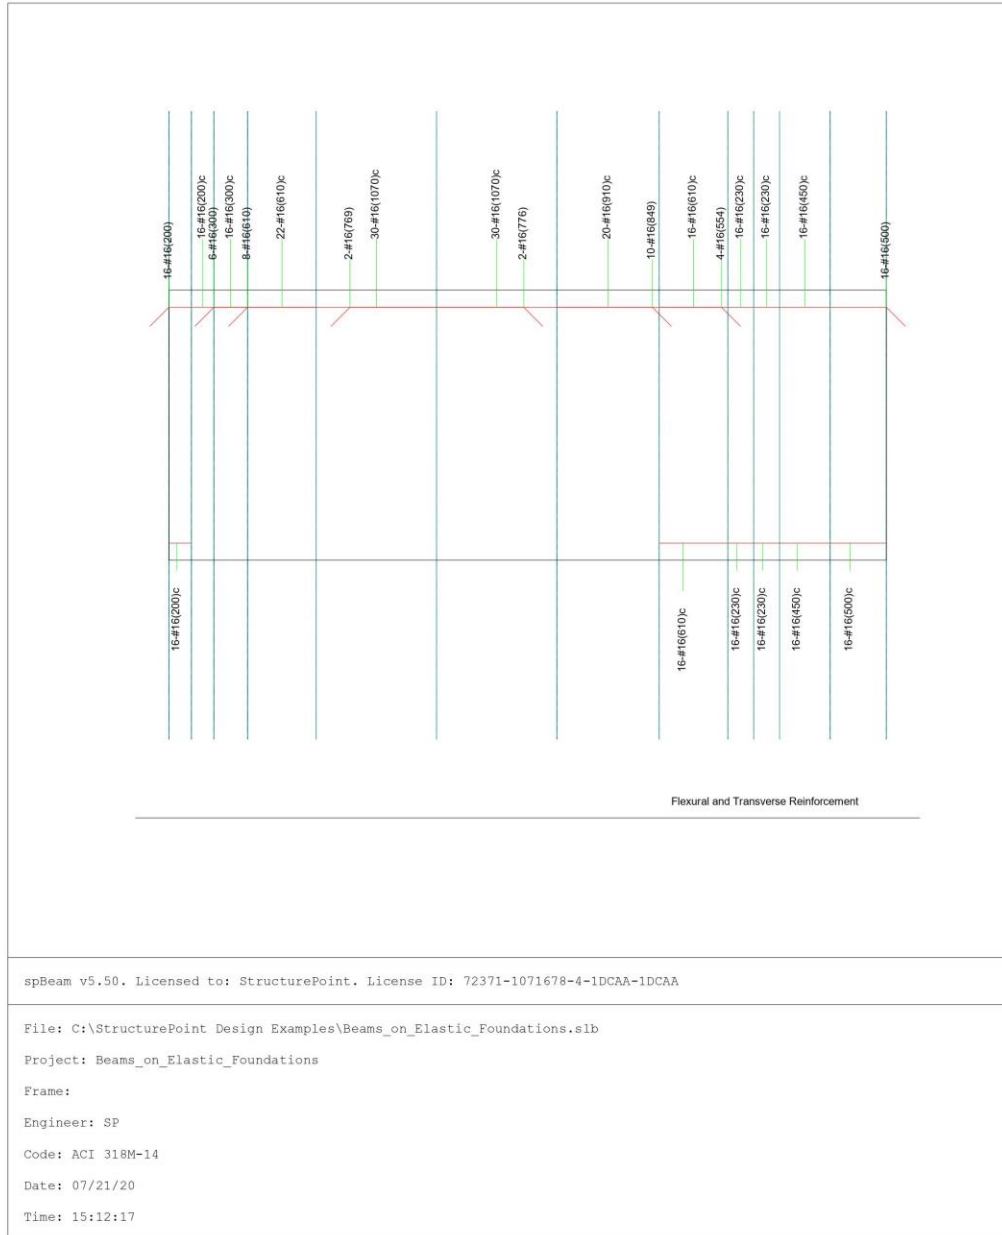 16-#16(200)
16-#16(200)c
6-#16(300)
16-#16(300)c
8-#16(610)
22-#16(610)c
2-#16(769)
30-#16(1070)c
30-#16(1070)c
2-#16(776)
20-#16(910)c
10-#16(849)
16-#16(610)c
4-#16(554)
16-#16(230)c
16-#16(230)c
16-#16(450)c
16-#16(500)
16-#16(200)c
16-#16(610)c
16-#16(230)c
16-#16(230)c
16-#16(450)c
16-#16(500)c
Flexural and Transverse Reinforcement
spBeam v5.50. Licensed to: StructurePoint. License ID: 72371-1071678-4-1DCAA-1DCAA
File: C:\StructurePoint Design Examples\Beams_on_Elastic_Foundations.slb
Project: Beams_on_Elastic_Foundations
Frame:
Engineer: SP
Code: ACI 318M-14
Date: 07/21/20
Time: 15:12:17